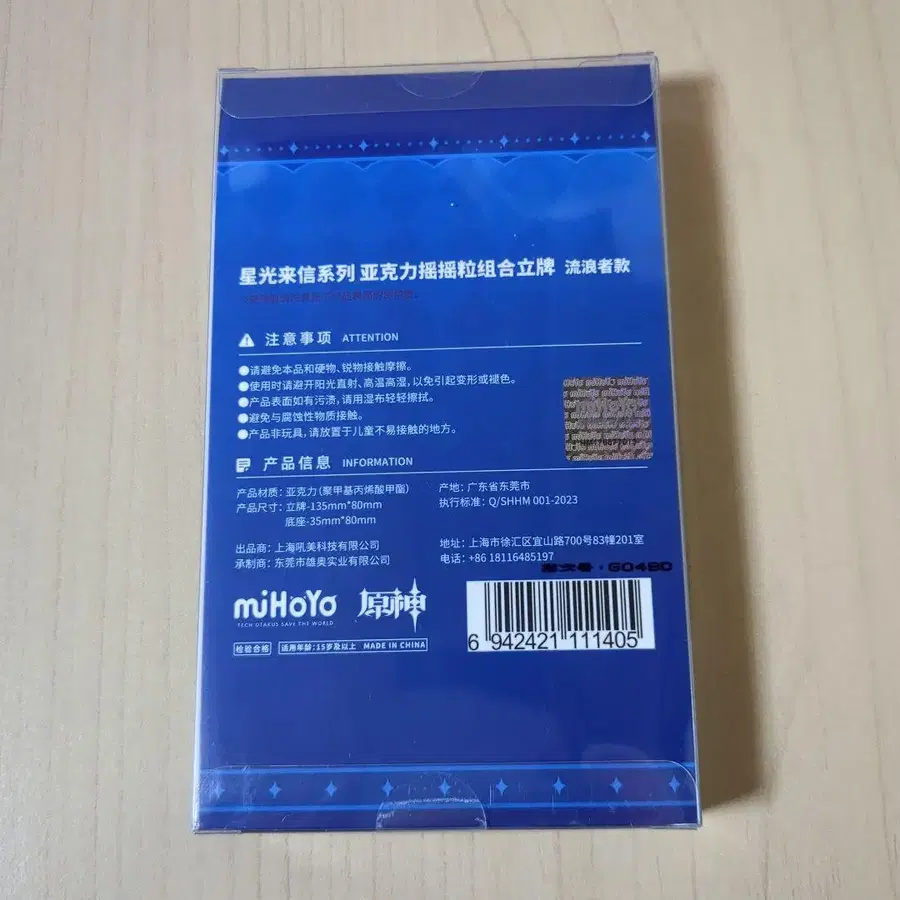 星光来信系列 亚克力摇摇粒组合立牌 流浪者款
注意事项 ATTENTION
●请避免本品和硬物、锐物接触摩擦。
●使用时请避开阳光直射、高温高湿,以免引起变形或褪色。
●产品表面如有污渍,请用湿布轻轻擦拭。
●避免与腐蚀性物质接触。
●产品非玩具,请放置于儿童不易接触的地方。
miHoYo
产品信息 INFORMATION
产品材质:亚克力(聚甲基丙烯酸甲酯)
产品尺寸:立牌-135mm*80mm
底座-35mm*80mm
产地:广东省东莞市
执行标准:Q/SHHM 001-2023
出品商:上海吼美科技有限公司
承制商:东莞市雄奥实业有限公司
地址:上海市徐汇区宜山路700号83幢201室
电话:+86 18116485197
批次号:G04B0
miHoYo
TECH OTAKUS SAVE THE WORLD
原神
6 942421 111405
检验合格
适用年龄:15岁及以上 MADE IN CHINA